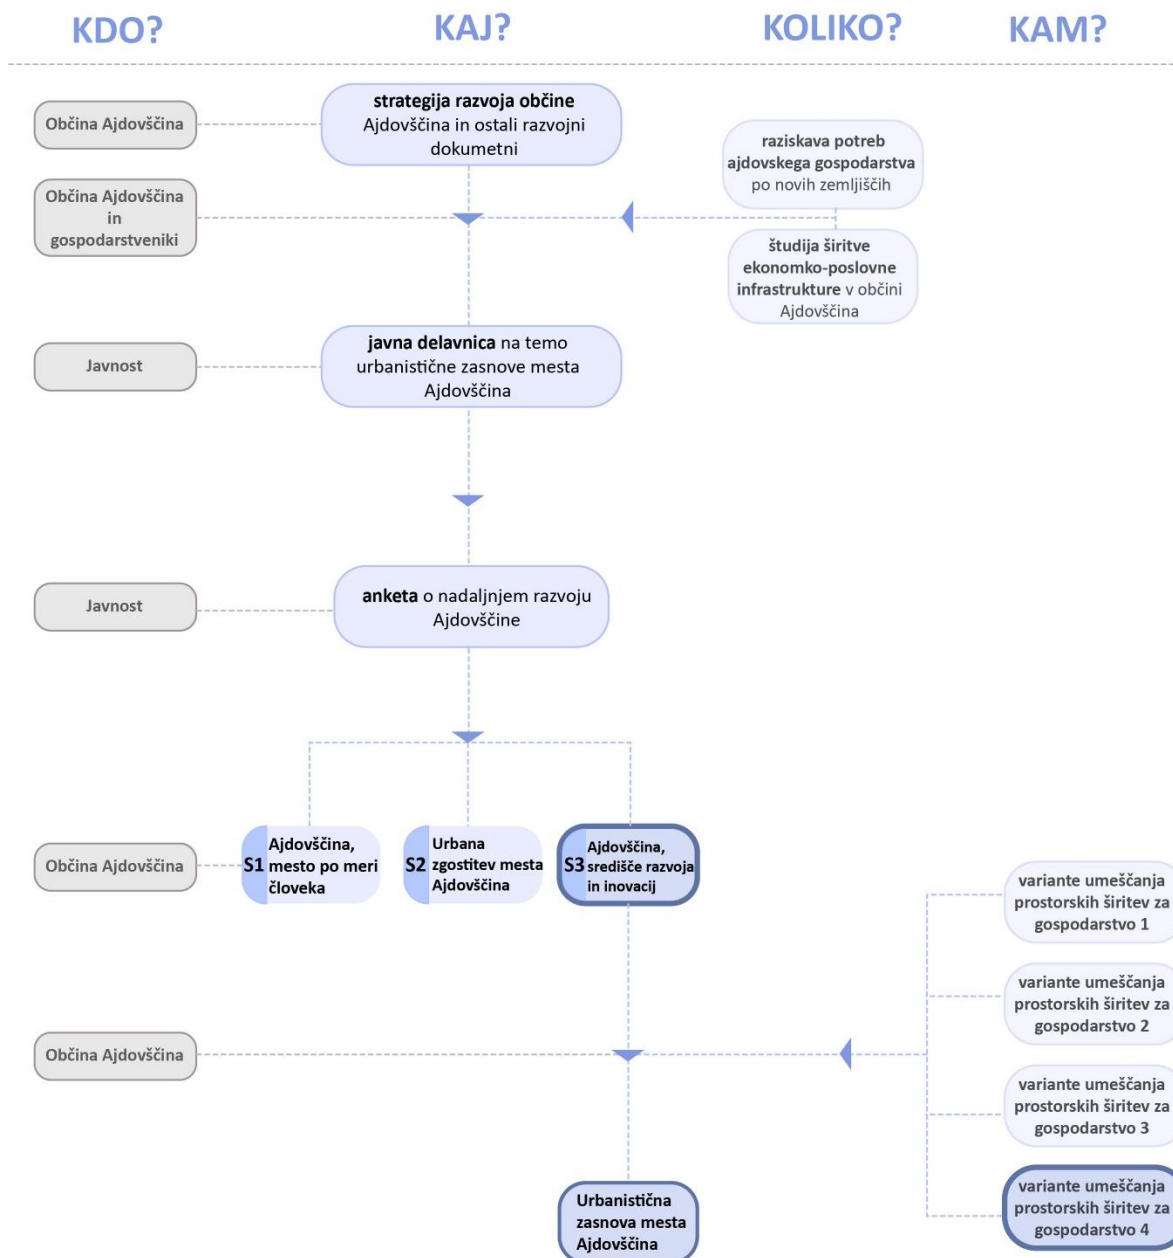 KDO?
KAJ?
KOLIKO?
KAM?
Občina Ajdovščina
strategija razvoja občine
Ajdovščina in ostali razvojni
dokumetni
raziskava potreb
ajdovskega gospodarstva
po novih zemljiščih
Občina Ajdovščina
in
gospodarstveniki
študija širitve
ekonomko-poslovne
infrastrukture v občini
Ajdovščina
Javnost
javna delavnica na temo
urbanistične zasnove mesta
Ajdovščina
Javnost
anketa o nadaljnjem razvoju
Ajdovščine
Občina Ajdovščina
S1
Ajdovščina,
mesto po meri
človeka
S2
Urbana
zgostitev mesta
Ajdovščina
S3
Ajdovščina,
središče razvoja
in inovacij
variante umeščanja
prostorskih širitev za
gospodarstvo 1
variante umeščanja
prostorskih širitev za
gospodarstvo 2
Občina Ajdovščina
variante umeščanja
prostorskih širitev za
gospodarstvo 3
Urbanistična
zasnova mesta
Ajdovščina
variante umeščanja
prostorskih širitev za
gospodarstvo 4